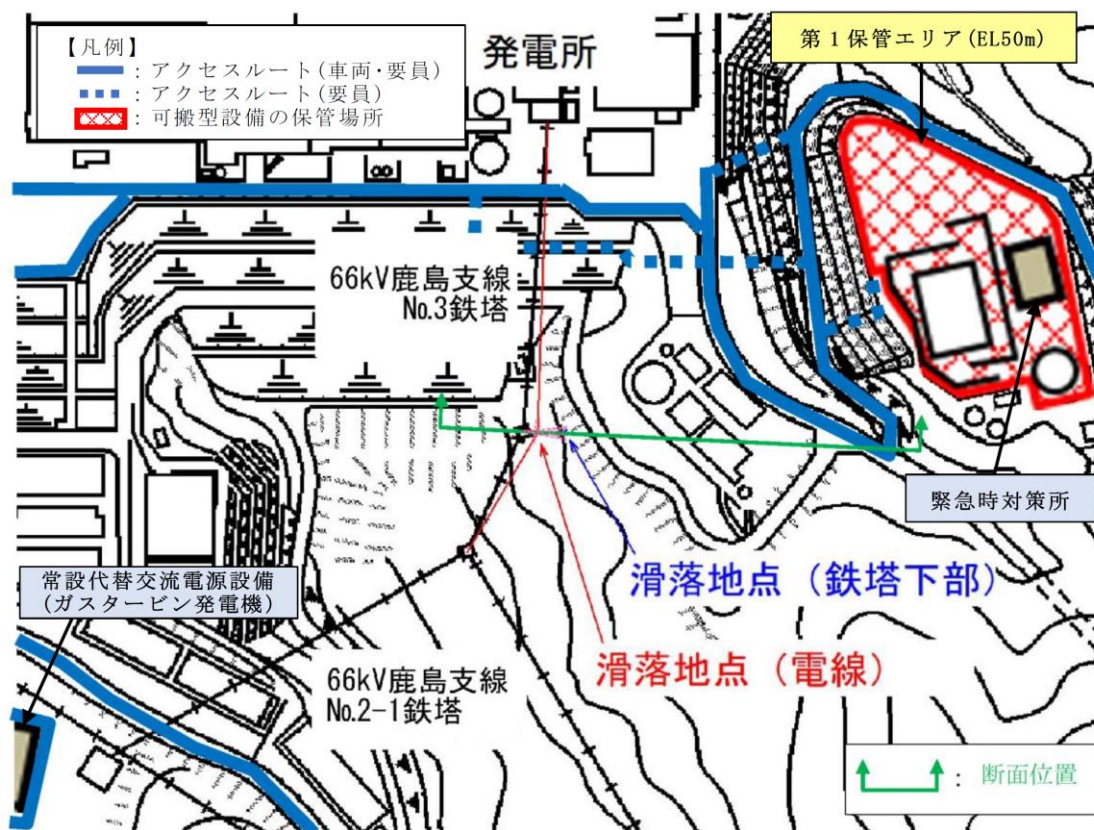 【凡例】
: アクセスルート(車両・要員)
: アクセスルート(要員)
: 可搬型設備の保管場所
発電所
第1保管エリア(EL50m)
66kV鹿島支線
No.3鉄塔
緊急時対策所
滑落地点（鉄塔下部）
常設代替交流電源設備
(ガスタービン発電機)
滑落地点（電線）
66kV鹿島支線
No.2-1鉄塔
: 断面位置